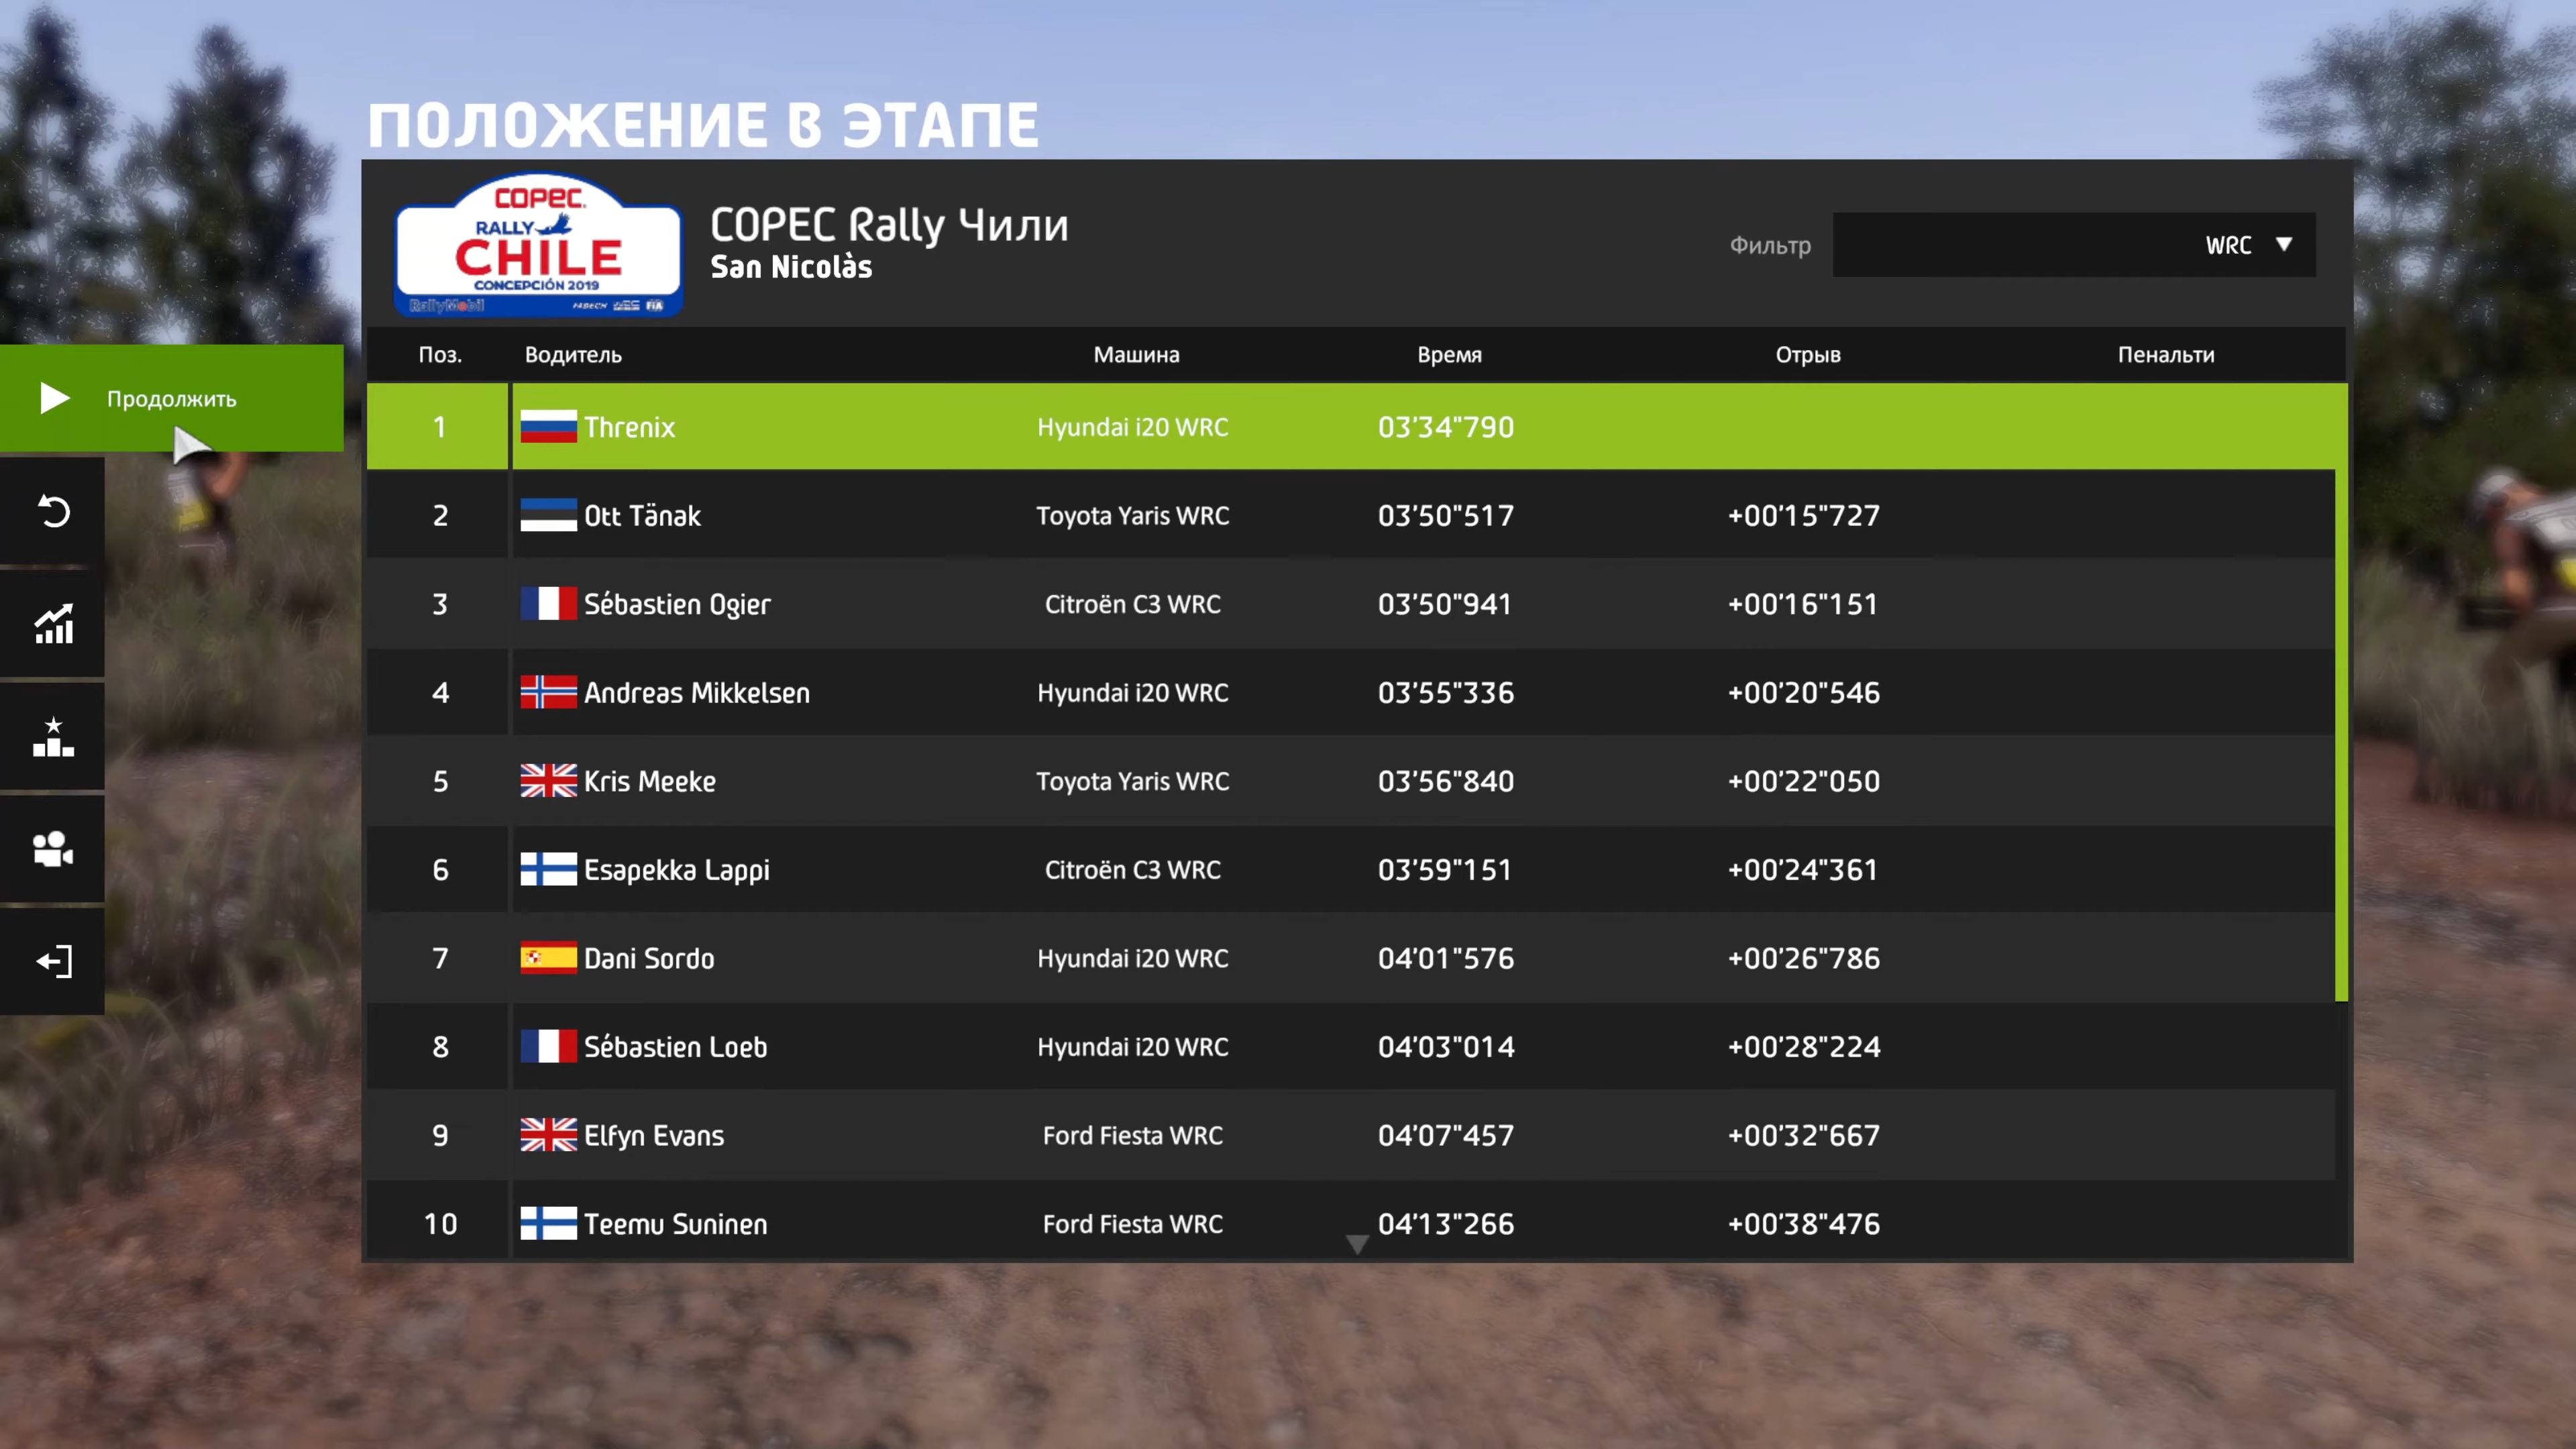 ПОЛОЖЕНИЕ В ЭТАПЕ
COPEC
RALLY
CHILE
CONCEPCIÓN 2019
RallyMobil FIA
COPEC Rally Чили
San Nicolàs
Фильтр WRC
Поз. Водитель Машина Время Отрыв Пенальти
Продолжить
1 Threnix Hyundai i20 WRC 03'34"790
2 Ott Tänak Toyota Yaris WRC 03'50"517 +00'15"727
3 Sébastien Ogier Citroën C3 WRC 03'50"941 +00'16"151
4 Andreas Mikkelsen Hyundai i20 WRC 03'55"336 +00'20"546
5 Kris Meeke Toyota Yaris WRC 03'56"840 +00'22"050
6 Esapekka Lappi Citroën C3 WRC 03'59"151 +00'24"361
7 Dani Sordo Hyundai i20 WRC 04'01"576 +00'26"786
8 Sébastien Loeb Hyundai i20 WRC 04'03"014 +00'28"224
9 Elfyn Evans Ford Fiesta WRC 04'07"457 +00'32"667
10 Teemu Suninen Ford Fiesta WRC 04'13"266 +00'38"476